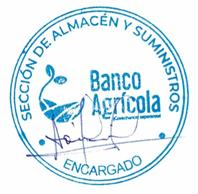 SECCIÓN DE ALMACÉN Y SUMINISTROS
Banco
Agrícola
ENCARGADO